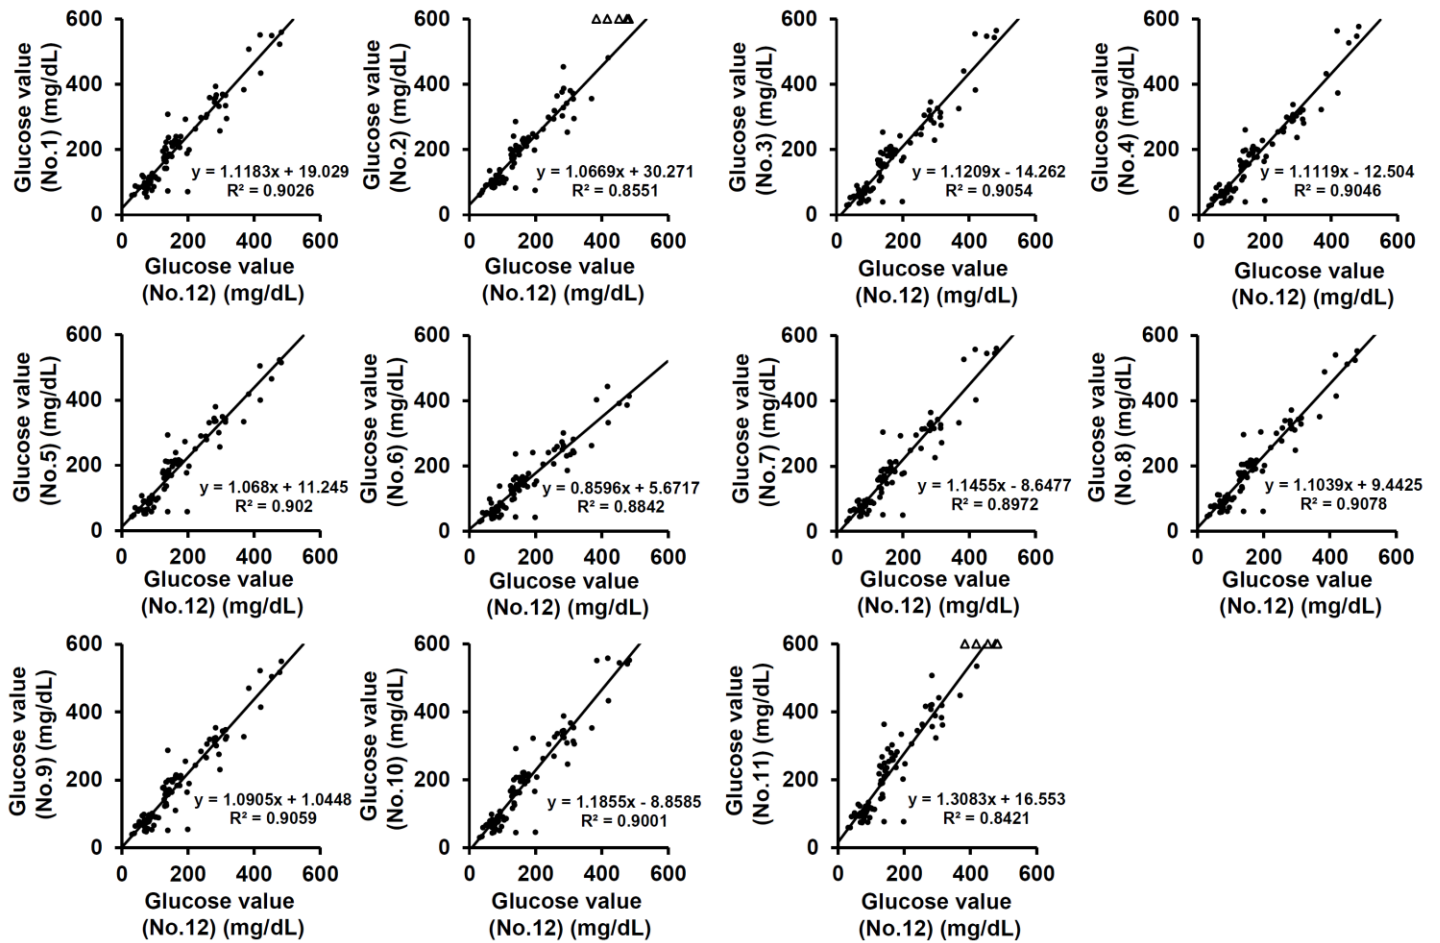 Glucose value
(No.1) (mg/dL)
600
400
200
0
y = 1.1183x + 19.029
R² = 0.9026
0 200 400 600
Glucose value
(No.12) (mg/dL)
Glucose value
(No.2) (mg/dL)
600
400
200
0
y = 1.0669x + 30.271
R² = 0.8551
0 200 400 600
Glucose value
(No.12) (mg/dL)
Glucose value
(No.3) (mg/dL)
600
400
200
0
y = 1.1209x - 14.262
R² = 0.9054
0 200 400 600
Glucose value
(No.12) (mg/dL)
Glucose value
(No.4) (mg/dL)
600
400
200
0
y = 1.1119x - 12.504
R² = 0.9046
0 200 400 600
Glucose value
(No.12) (mg/dL)
Glucose value
(No.5) (mg/dL)
600
400
200
0
y = 1.068x + 11.245
R² = 0.902
0 200 400 600
Glucose value
(No.12) (mg/dL)
Glucose value
(No.6) (mg/dL)
600
400
200
0
y = 0.8596x + 5.6717
R² = 0.8842
0 200 400 600
Glucose value
(No.12) (mg/dL)
Glucose value
(No.7) (mg/dL)
600
400
200
0
y = 1.1455x - 8.6477
R² = 0.8972
0 200 400 600
Glucose value
(No.12) (mg/dL)
Glucose value
(No.8) (mg/dL)
600
400
200
0
y = 1.1039x + 9.4425
R² = 0.9078
0 200 400 600
Glucose value
(No.12) (mg/dL)
Glucose value
(No.9) (mg/dL)
600
400
200
0
y = 1.0905x + 1.0448
R² = 0.9059
0 200 400 600
Glucose value
(No.12) (mg/dL)
Glucose value
(No.10) (mg/dL)
600
400
200
0
y = 1.1855x - 8.8585
R² = 0.9001
0 200 400 600
Glucose value
(No.12) (mg/dL)
Glucose value
(No.11) (mg/dL)
600
400
200
0
y = 1.3083x + 16.553
R² = 0.8421
0 200 400 600
Glucose value
(No.12) (mg/dL)